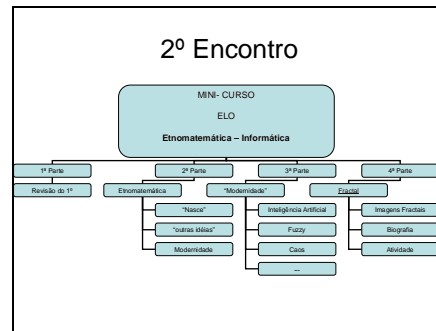 2º Encontro
MINI- CURSO
ELO
Etnomatemática – Informática
1ª Parte
2ª Parte
3ª Parte
4ª Parte
Revisão do 1º
Etnomatemática
"Modernidade"
Fractal
"Nasce"
Inteligência Artificial
Imagens Fractais
"outras idéias"
Fuzzy
Biografia
Modernidade
Caos
Atividade
...